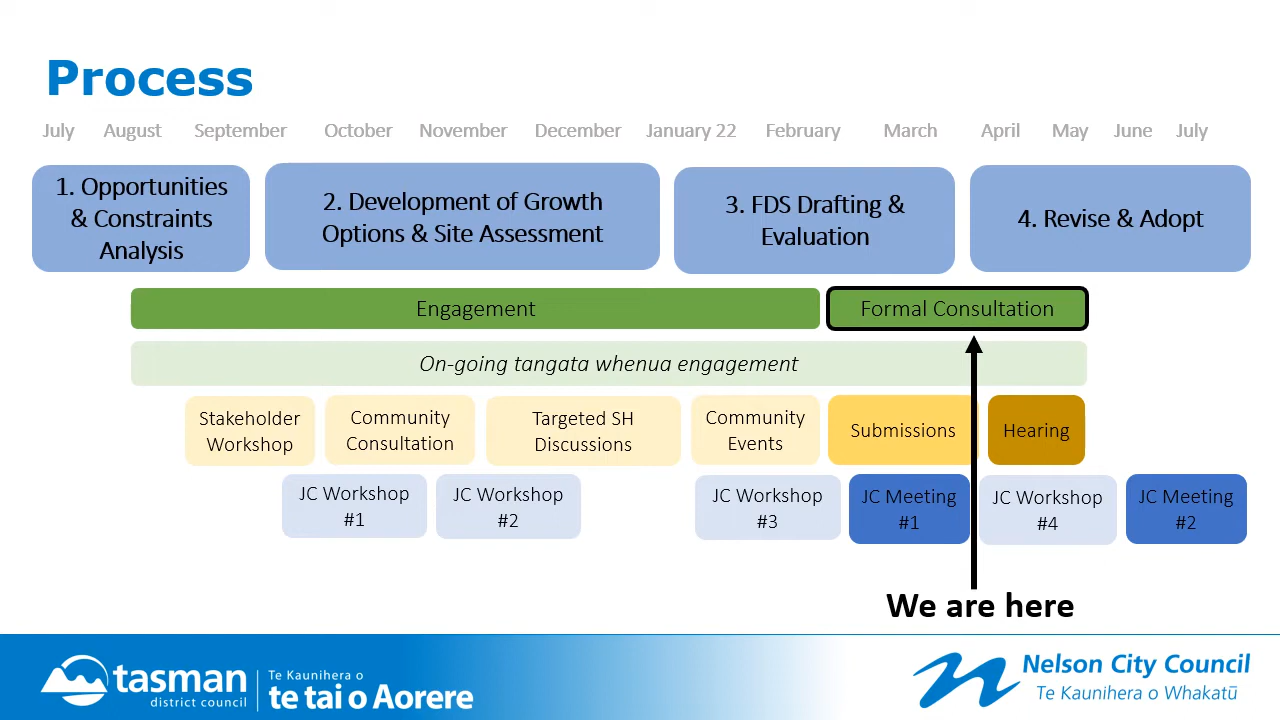 Process
July August September October November December January 22 February March April May June July
1. Opportunities
& Constraints
Analysis
2. Development of Growth
Options & Site Assessment
3. FDS Drafting &
Evaluation
4. Revise & Adopt
Engagement
Formal Consultation
On-going tangata whenua engagement
Stakeholder
Workshop
Community
Consultation
Targeted SH
Discussions
Community
Events
Submissions
Hearing
JC Workshop
#1
JC Workshop
#2
JC Workshop
#3
JC Meeting
#1
JC Workshop
#4
JC Meeting
#2
We are here
tasman
district council
Te Kaunihera o
te tai o Aorere
Nelson City Council
Te Kaunihera o Whakatū